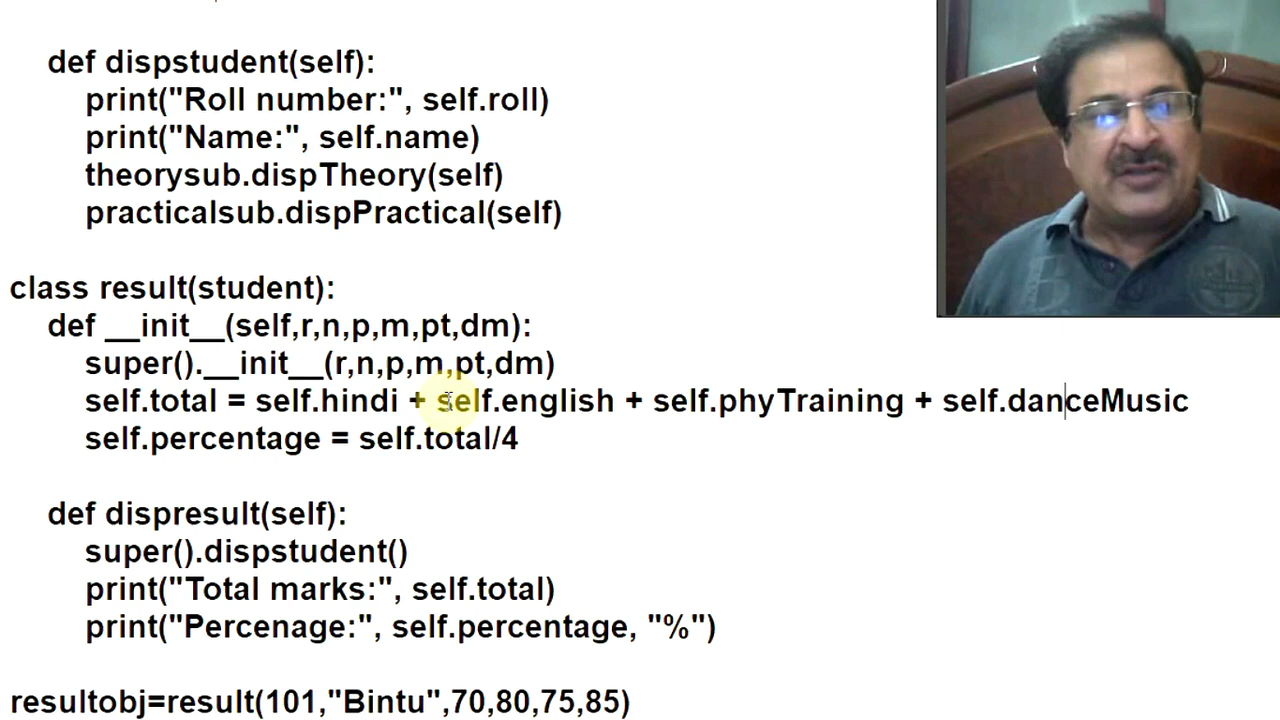 def dispstudent(self):
print("Roll number:", self.roll)
print("Name:", self.name)
theorysub.dispTheory(self)
practicalsub.dispPractical(self)
class result(student):
def __init__(self,r,n,p,m,pt,dm):
super().__init__(r,n,p,m,pt,dm)
self.total = self.hindi + self.english + self.phyTraining + self.danceMusic
self.percentage = self.total/4
def dispresult(self):
super().dispstudent()
print("Total marks:", self.total)
print("Percenage:", self.percentage, "%")
resultobj=result(101,"Bintu",70,80,75,85)